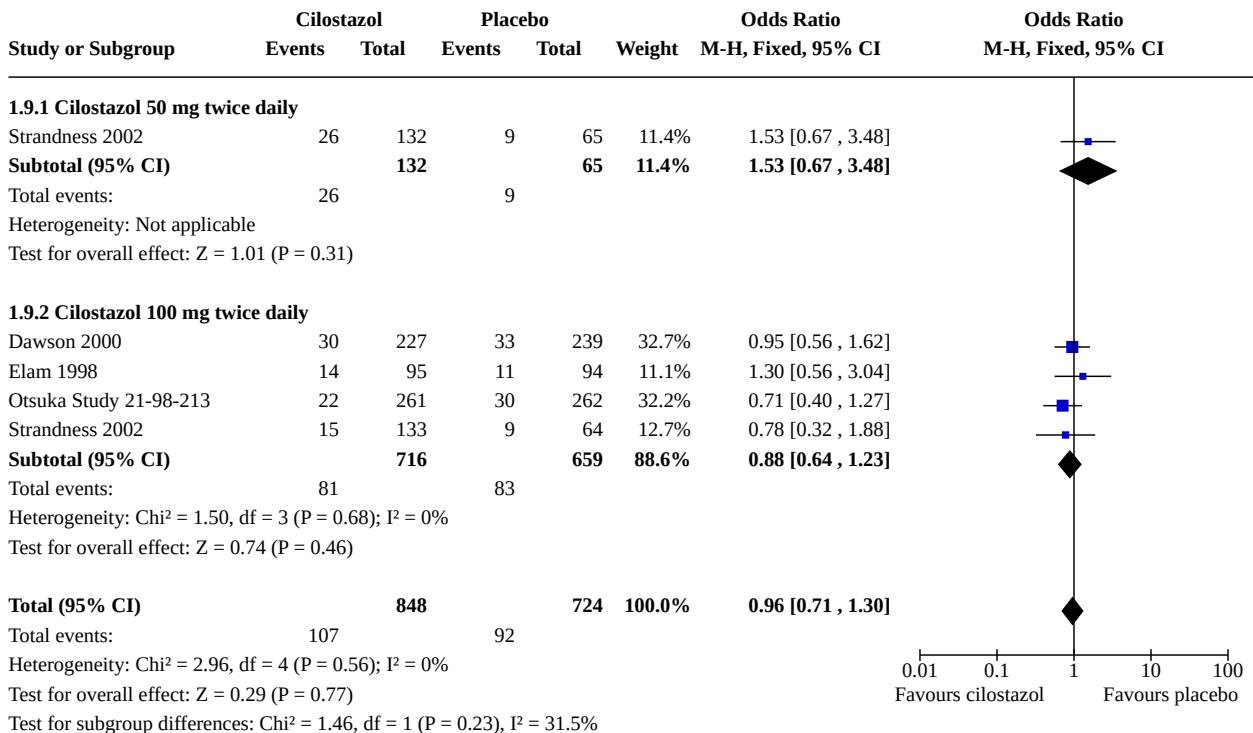 Cilostazol Placebo Odds Ratio Odds Ratio
Study or Subgroup Events Total Events Total Weight M-H, Fixed, 95% CI M-H, Fixed, 95% CI
1.9.1 Cilostazol 50 mg twice daily
Strandness 2002 26 132 9 65 11.4% 1.53 [0.67 , 3.48]
Subtotal (95% CI) 132 65 11.4% 1.53 [0.67 , 3.48]
Total events: 26 9
Heterogeneity: Not applicable
Test for overall effect: Z = 1.01 (P = 0.31)
1.9.2 Cilostazol 100 mg twice daily
Dawson 2000 30 227 33 239 32.7% 0.95 [0.56 , 1.62]
Elam 1998 14 95 11 94 11.1% 1.30 [0.56 , 3.04]
Otsuka Study 21-98-213 22 261 30 262 32.2% 0.71 [0.40 , 1.27]
Strandness 2002 15 133 9 64 12.7% 0.78 [0.32 , 1.88]
Subtotal (95% CI) 716 659 88.6% 0.88 [0.64 , 1.23]
Total events: 81 83
Heterogeneity: Chi² = 1.50, df = 3 (P = 0.68); I² = 0%
Test for overall effect: Z = 0.74 (P = 0.46)
Total (95% CI) 848 724 100.0% 0.96 [0.71 , 1.30]
Total events: 107 92
Heterogeneity: Chi² = 2.96, df = 4 (P = 0.56); I² = 0%
0.01 0.1 1 10 100
Test for overall effect: Z = 0.29 (P = 0.77)
Favours cilostazol Favours placebo
Test for subgroup differences: Chi² = 1.46, df = 1 (P = 0.23), I² = 31.5%